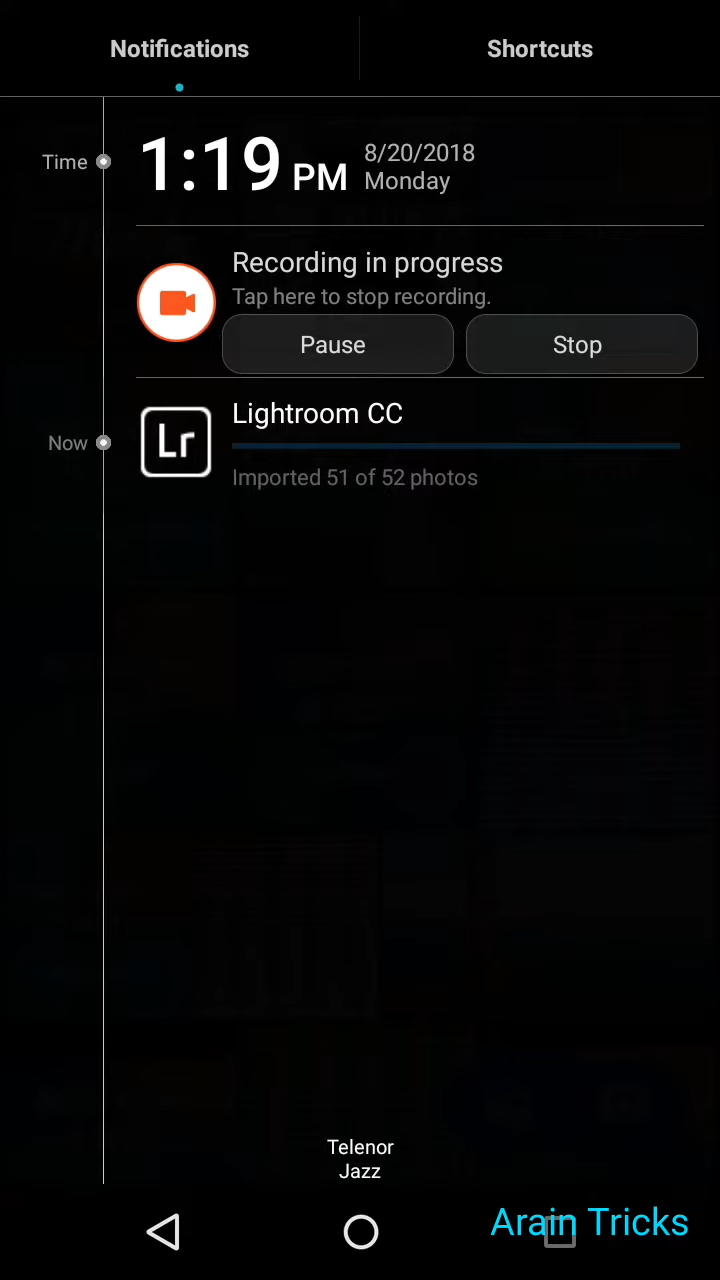 Notifications
Shortcuts
Time
1:19 PM
8/20/2018
Monday
Recording in progress
Tap here to stop recording.
Pause
Stop
Now
Lr
Lightroom CC
Imported 51 of 52 photos
Telenor
Jazz
Arain Tricks